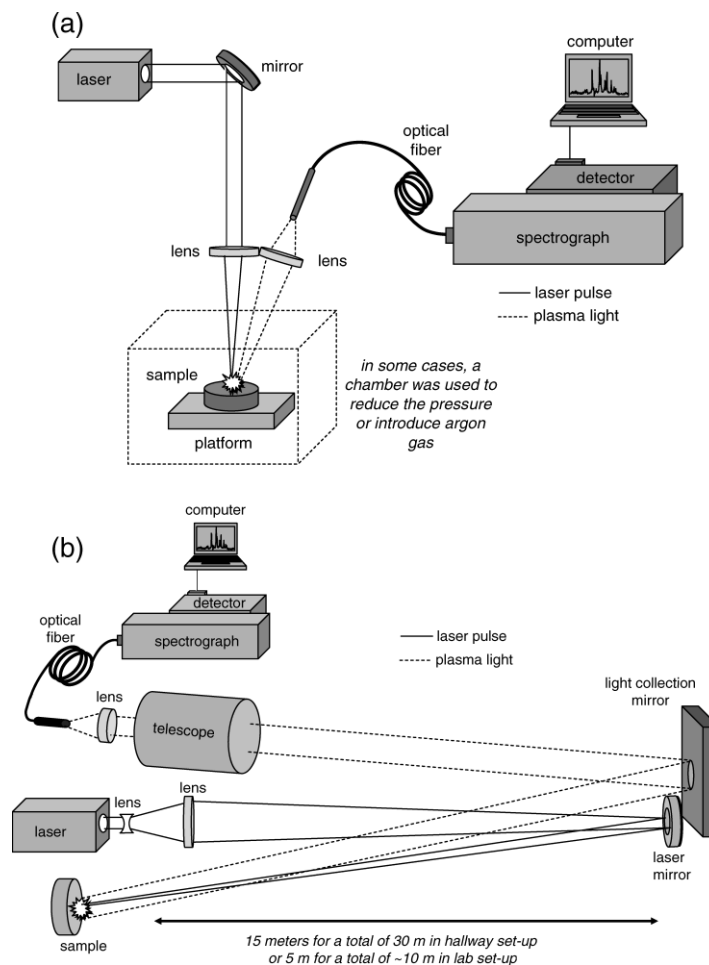 (a)
computer
laser
mirror
optical
fiber
detector
spectrograph
lens
lens
laser pulse
plasma light
sample
in some cases, a
chamber was used to
reduce the pressure
or introduce argon
gas
platform
computer
(b)
detector
optical
fiber
spectrograph
laser pulse
plasma light
lens
light collection
mirror
telescope
lens
lens
laser
laser
mirror
sample
15 meters for a total of 30 m in hallway set-up
or 5 m for a total of ~10 m in lab set-up